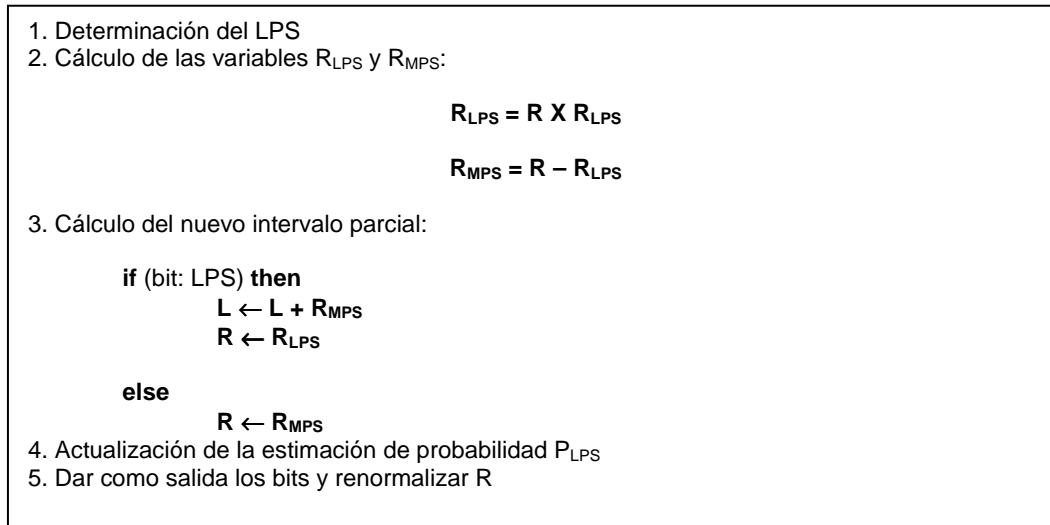 1. Determinación del LPS
2. Cálculo de las variables RLPS y RMPS:
RLPS = R X RLPS
RMPS = R – RLPS
3. Cálculo del nuevo intervalo parcial:
if (bit: LPS) then
L ← L + RMPS
R ← RLPS
else
R ← RMPS
4. Actualización de la estimación de probabilidad PLPS
5. Dar como salida los bits y renormalizar R